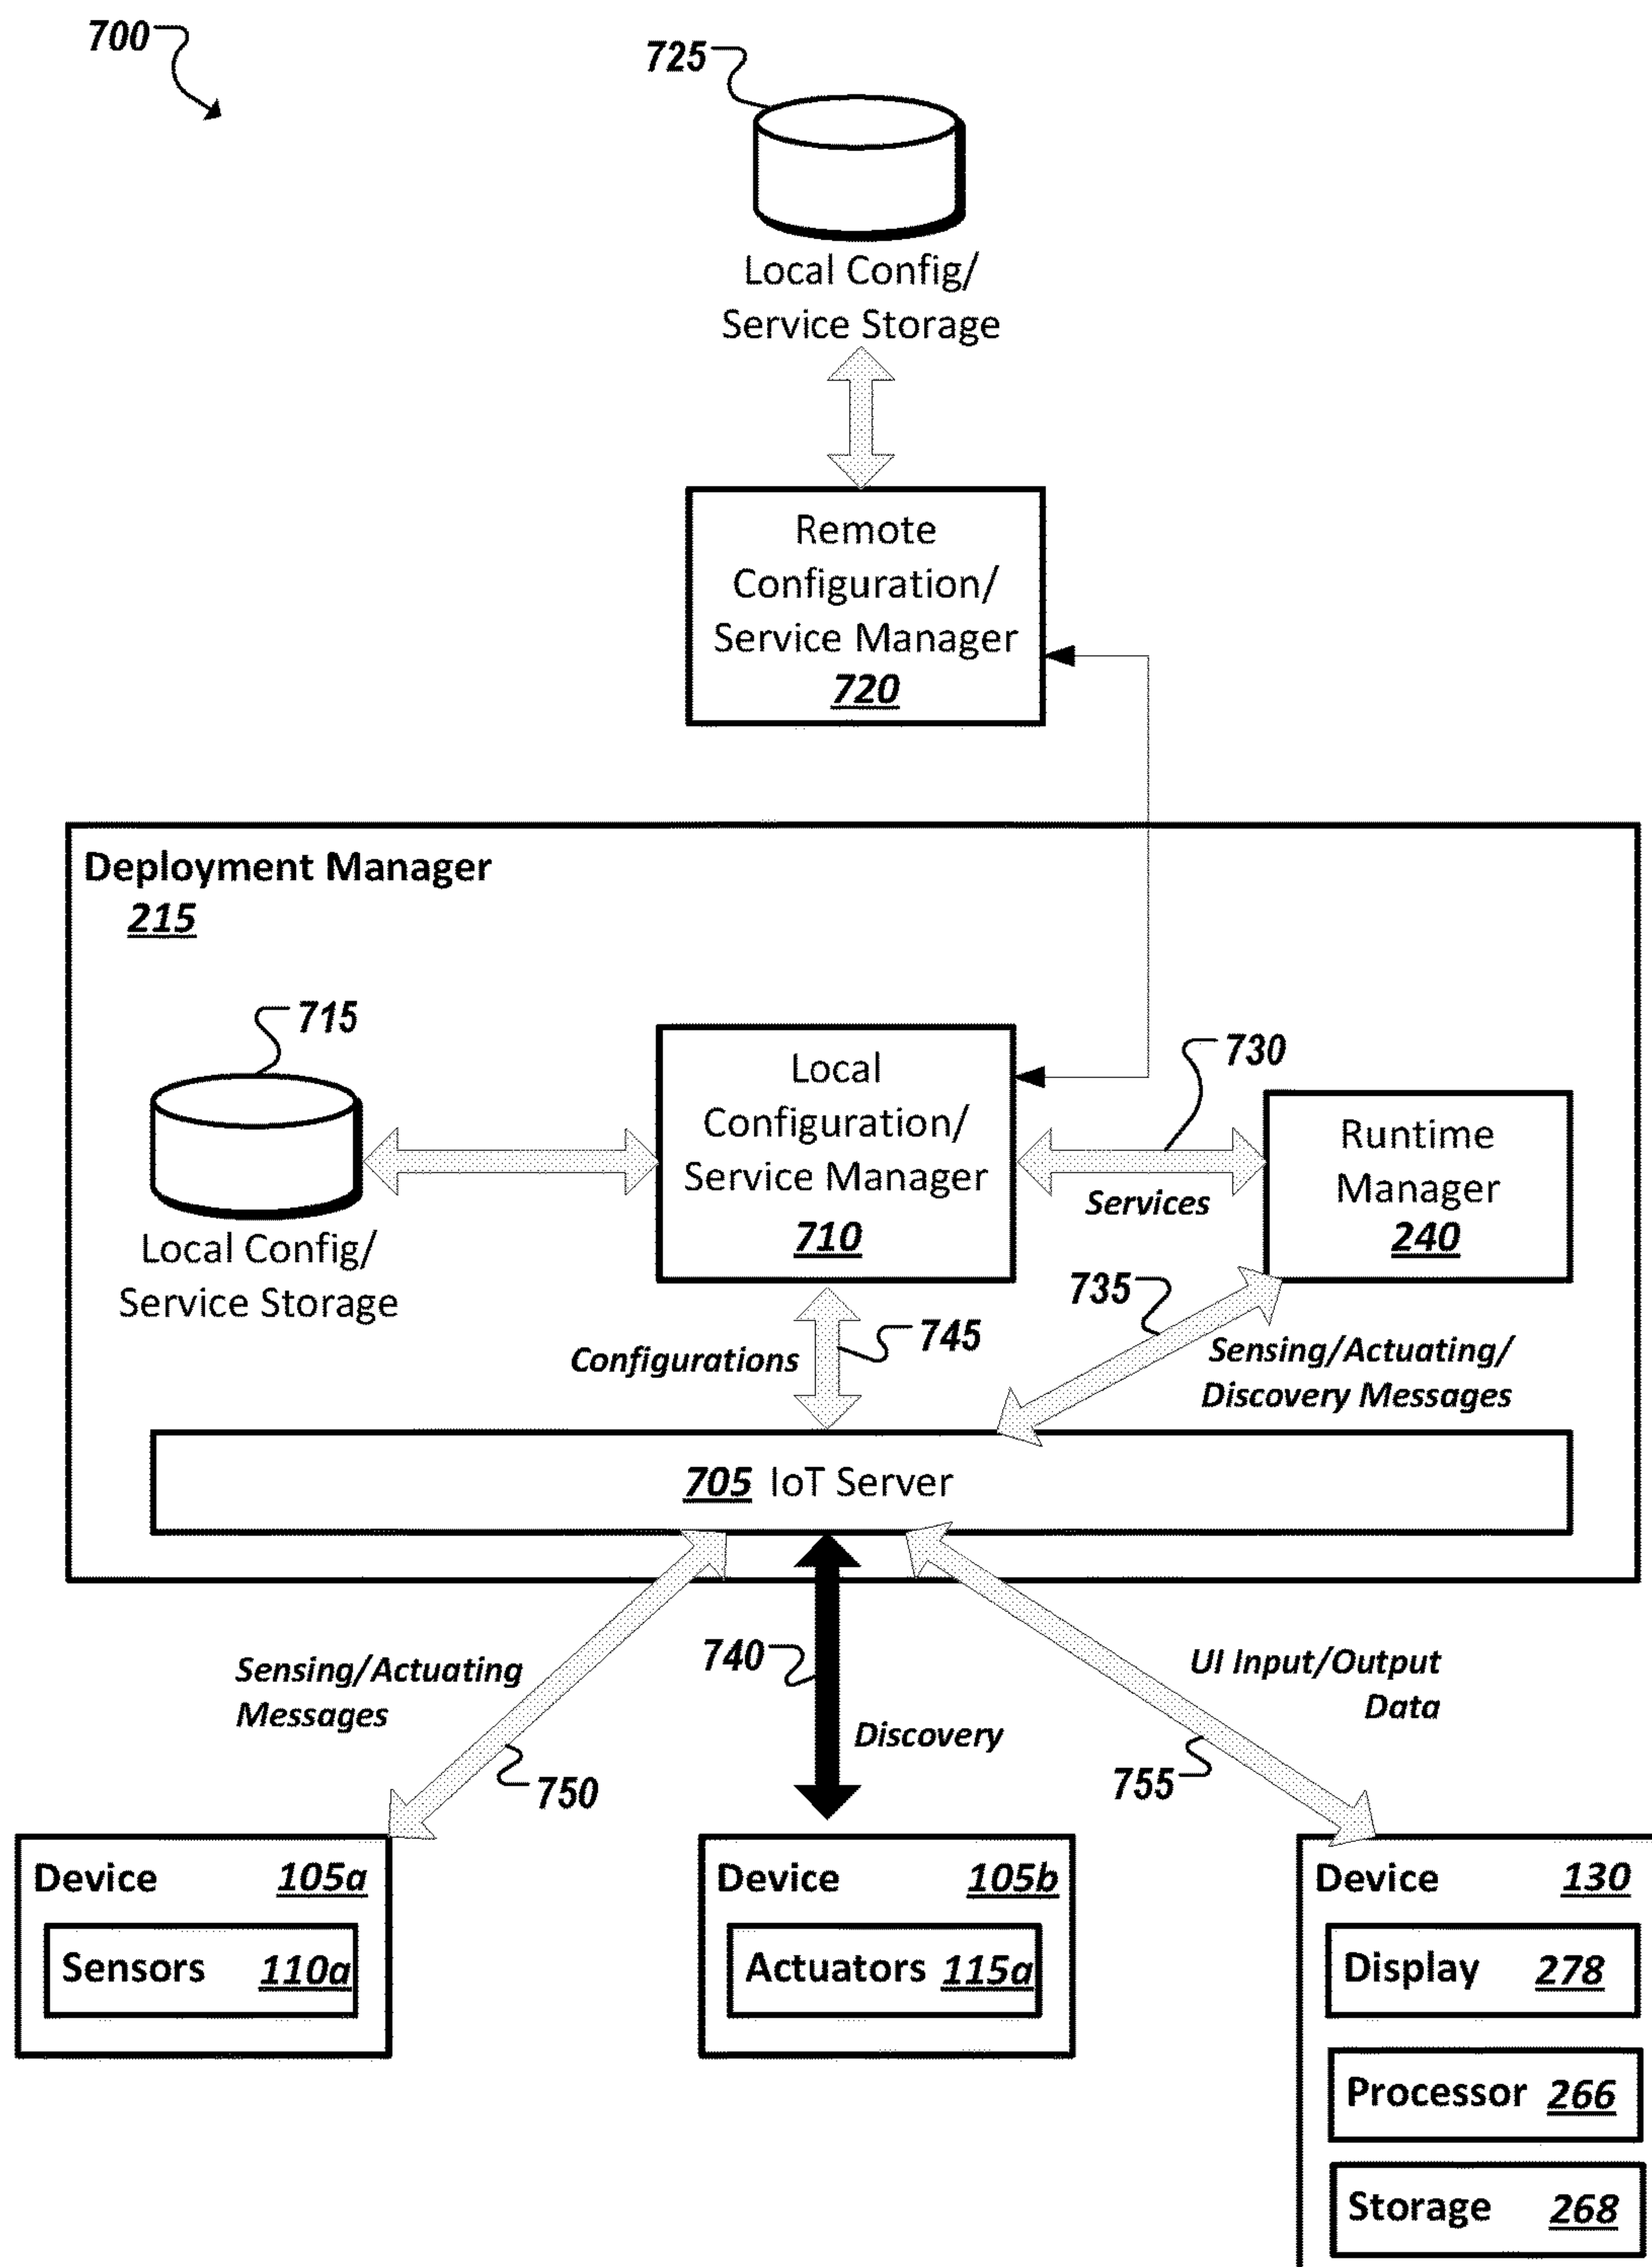 700
725
Local Config/
Service Storage
Remote
Configuration/
Service Manager
720
Deployment Manager
215
715
Local Config/
Service Storage
Local
Configuration/
Service Manager
710
730
Services
Runtime
Manager
240
735
Sensing/Actuating/
Discovery Messages
Configurations
745
705 IoT Server
Sensing/Actuating
Messages
750
740
Discovery
UI Input/Output
Data
755
Device 105a
Sensors 110a
Device 105b
Actuators 115a
Device 130
Display 278
Processor 266
Storage 268